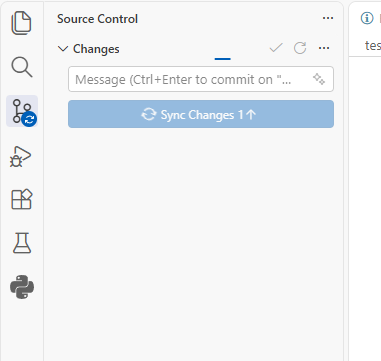 Source Control
Changes
Message (Ctrl+Enter to commit on "...
Sync Changes 1↑
tes